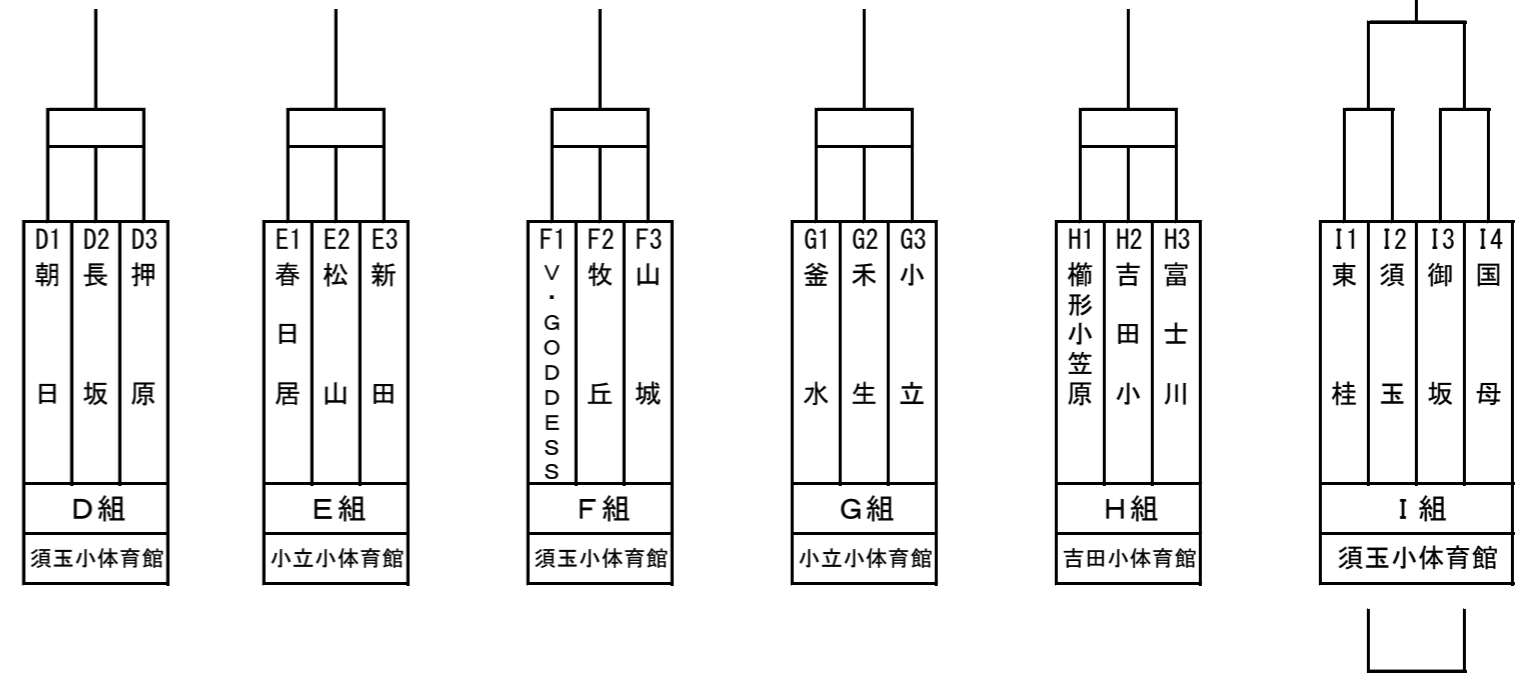 D1 朝日
D2 長坂
D3 押原
D組
須玉小体育館
E1 春日居
E2 松山
E3 新田
E組
小立小体育館
F1 V・GODDESS
F2 牧丘
F3 山城
F組
須玉小体育館
G1 釜水
G2 禾生
G3 小立
G組
小立小体育館
H1 櫛形小笠原
H2 吉田小
H3 富士川
H組
吉田小体育館
I1 東桂
I2 須玉
I3 御坂
I4 国母
I組
須玉小体育館